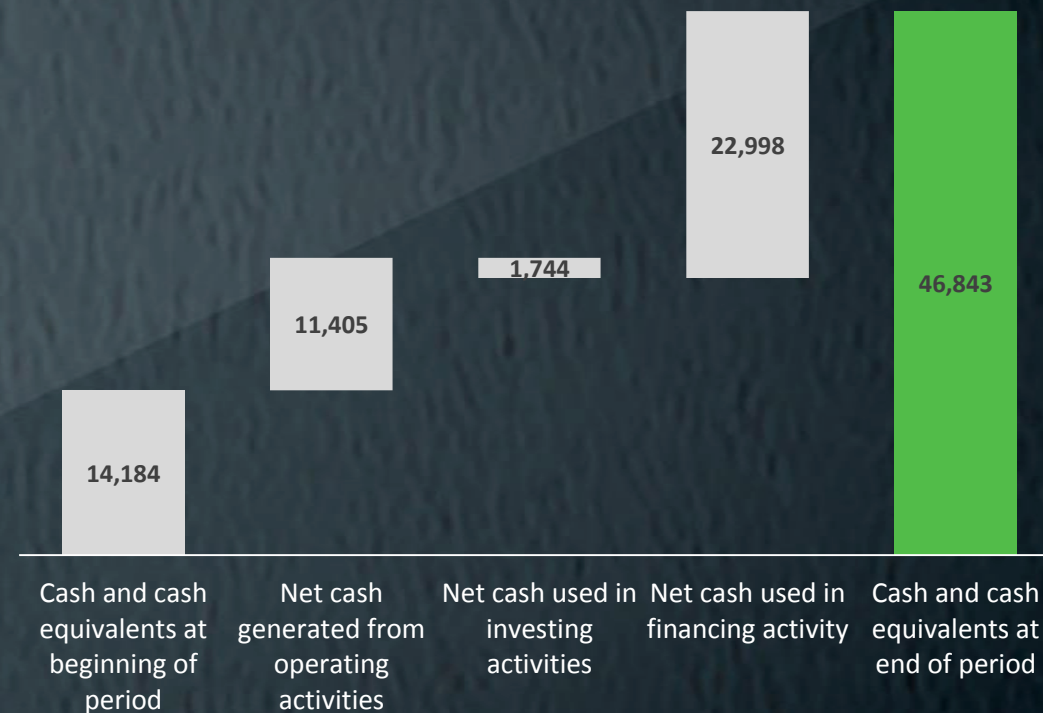 22,998
1,744
46,843
11,405
14,184
Cash and cash
equivalents at
beginning of
period
Net cash
generated from
operating
activities
Net cash used in
investing
activities
Net cash used in
financing activity
Cash and cash
equivalents at
end of period